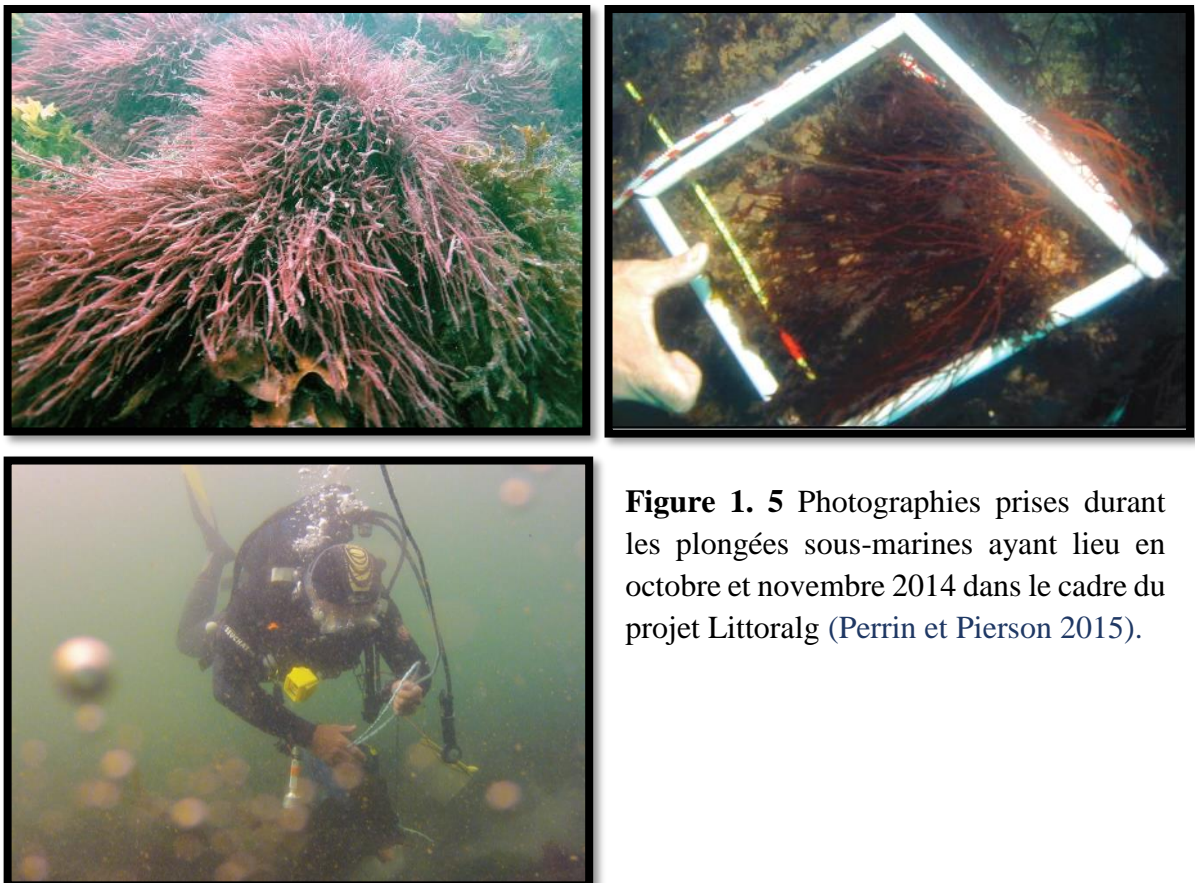 Figure 1. 5 Photographies prises durant
les plongées sous-marines ayant lieu en
octobre et novembre 2014 dans le cadre du
projet Littoralg (Perrin et Pierson 2015).